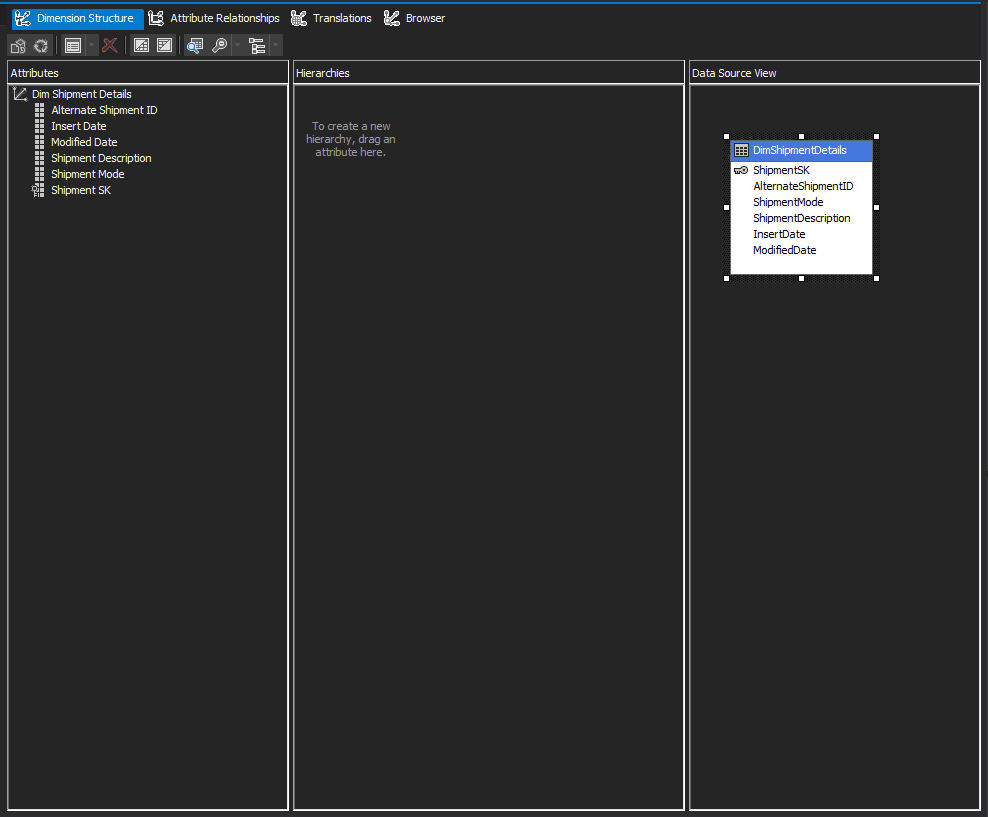 Dimension Structure Attribute Relationships Translations Browser
Attributes
Dim Shipment Details
Alternate Shipment ID
Insert Date
Modified Date
Shipment Description
Shipment Mode
Shipment SK
Hierarchies
To create a new
hierarchy, drag an
attribute here.
Data Source View
DimShipmentDetails
ShipmentSK
AlternateShipmentID
ShipmentMode
ShipmentDescription
InsertDate
ModifiedDate